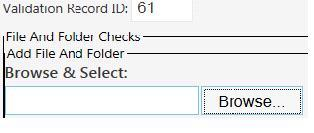 Validation Record ID: 61
File And Folder Checks
Add File And Folder
Browse & Select:
Browse...